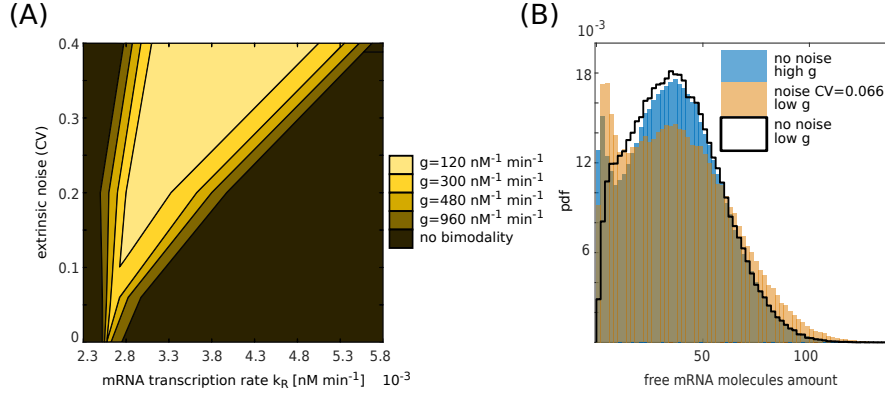 (A)
0.4
0.3
0.2
0.1
0
extrinsic noise (CV)
2.3 2.8 3.3 3.8 4.3 4.8 5.3 5.8
mRNA transcription rate k_R [nM min⁻¹] 10⁻³
g=120 nM⁻¹ min⁻¹
g=300 nM⁻¹ min⁻¹
g=480 nM⁻¹ min⁻¹
g=960 nM⁻¹ min⁻¹
no bimodality
(B)
10⁻³
18
12
6
pdf
50 100
free mRNA molecules amount
no noise
high g
noise CV=0.066
low g
no noise
low g